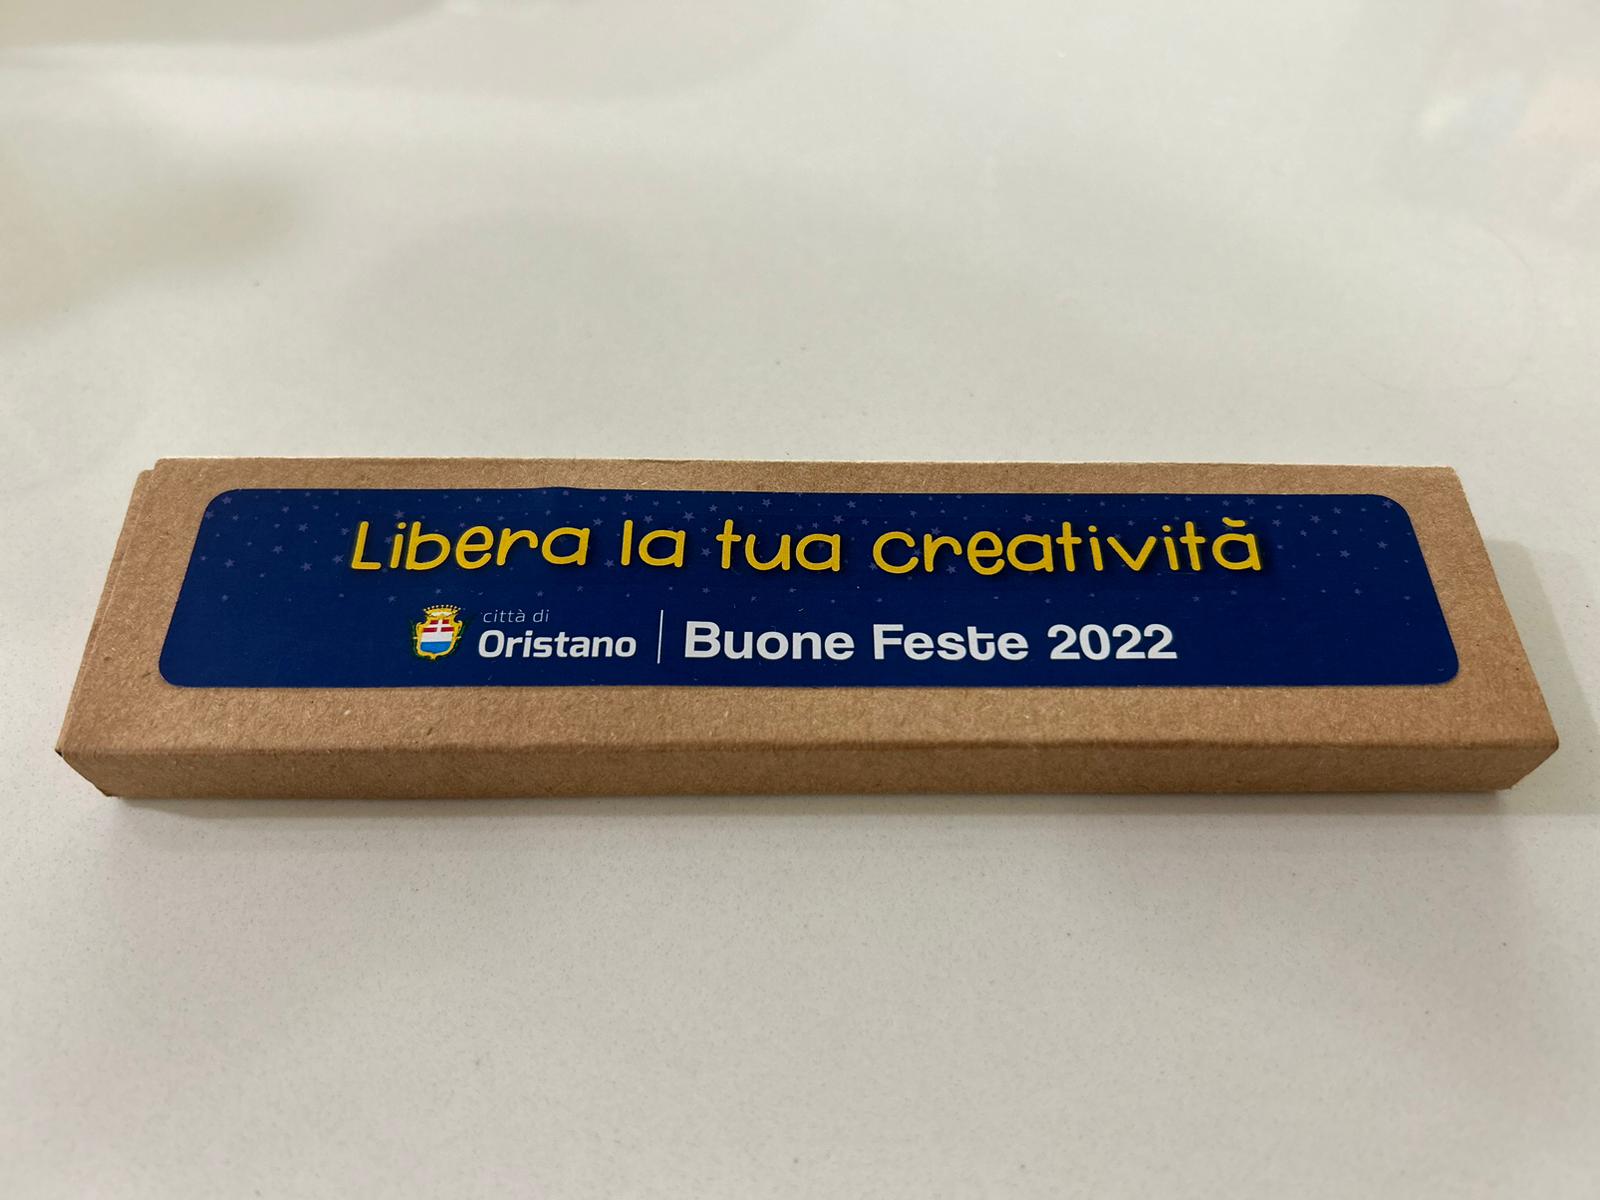 Libera la tua creatività
città di
Oristano
Buone Feste 2022